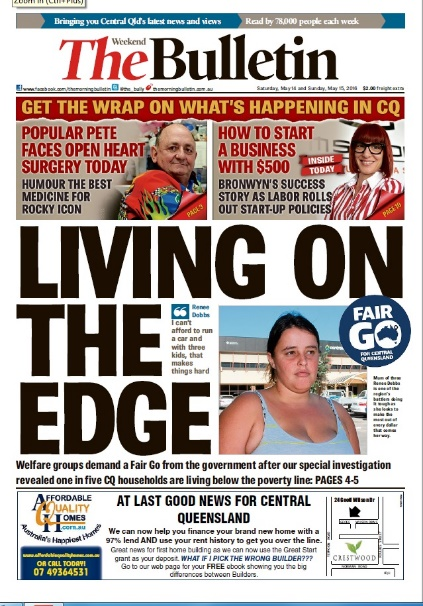 Zoom in (Ctrl+Plus)
Bringing you Central Qld's latest news and views
Read by 78,000 people each week
Weekend
The Bulletin
www.facebook.com/themorningbulletin @the_bully themorningbulletin.com.au
Saturday, May 14 and Sunday, May 15, 2016 $2.00 freight extra
GET THE WRAP ON WHAT'S HAPPENING IN CQ
POPULAR PETE
FACES OPEN HEART
SURGERY TODAY
HUMOUR THE BEST
MEDICINE FOR
ROCKY ICON
PAGE 7
HOW TO START
A BUSINESS
WITH $500
INSIDE
TODAY
BRONWYN'S SUCCESS
STORY AS LABOR ROLLS
OUT START-UP POLICIES
LIVING ON
THE
EDGE
Renee
Dobbs
I can't
afford to run
a car and
with three
kids, that
makes
things hard
FAIR
GO
FOR CENTRAL
QUEENSLAND
Mum of three
Renee Dobbs
is one of the
region's
battlers doing
it tough as
she looks to
make the
most out of
every dollar
that comes
her way.
Welfare groups demand a Fair Go from the government after our special investigation
revealed one in five CQ households are living below the poverty line: PAGES 4-5
AFFORDABLE
QUALITY
HOMES
.com.au
Australia's Happiest Homes!
www.affordablequalityhomes.com.au
OR CALL TODAY!
07 49364531
AT LAST GOOD NEWS FOR CENTRAL
QUEENSLAND
We can now help you finance your brand new home with a
97% lend AND use your rent history to get you over the line.
Great news for first home building as we can now use the Great Start
grant as your deposit. WHAT IF I PICK THE WRONG BUILDER???
Go to our web page for your FREE ebook showing you the big
differences between Builders.
CRESTWOOD